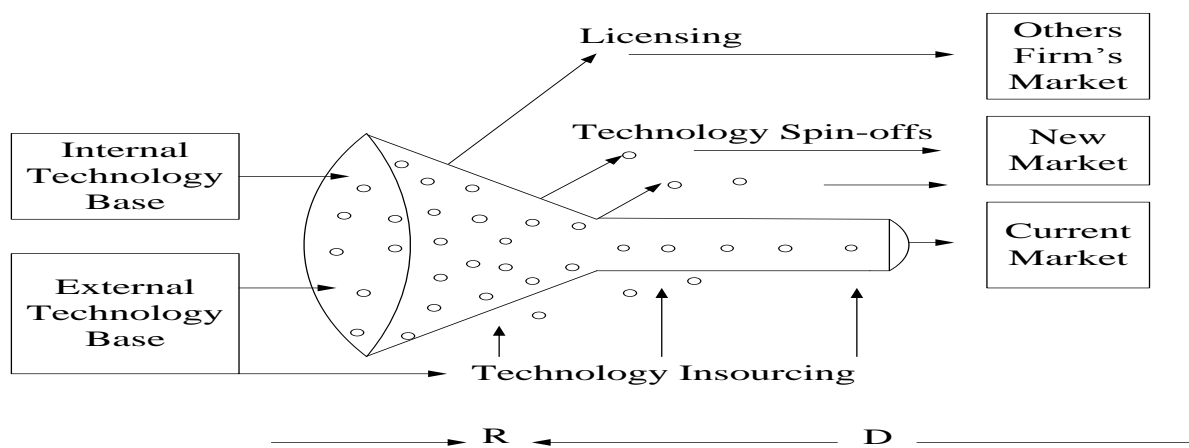 Licensing
Others
Firm's
Market
Technology Spin-offs
New
Market
Internal
Technology
Base
Current
Market
External
Technology
Base
Technology Insourcing
R
D